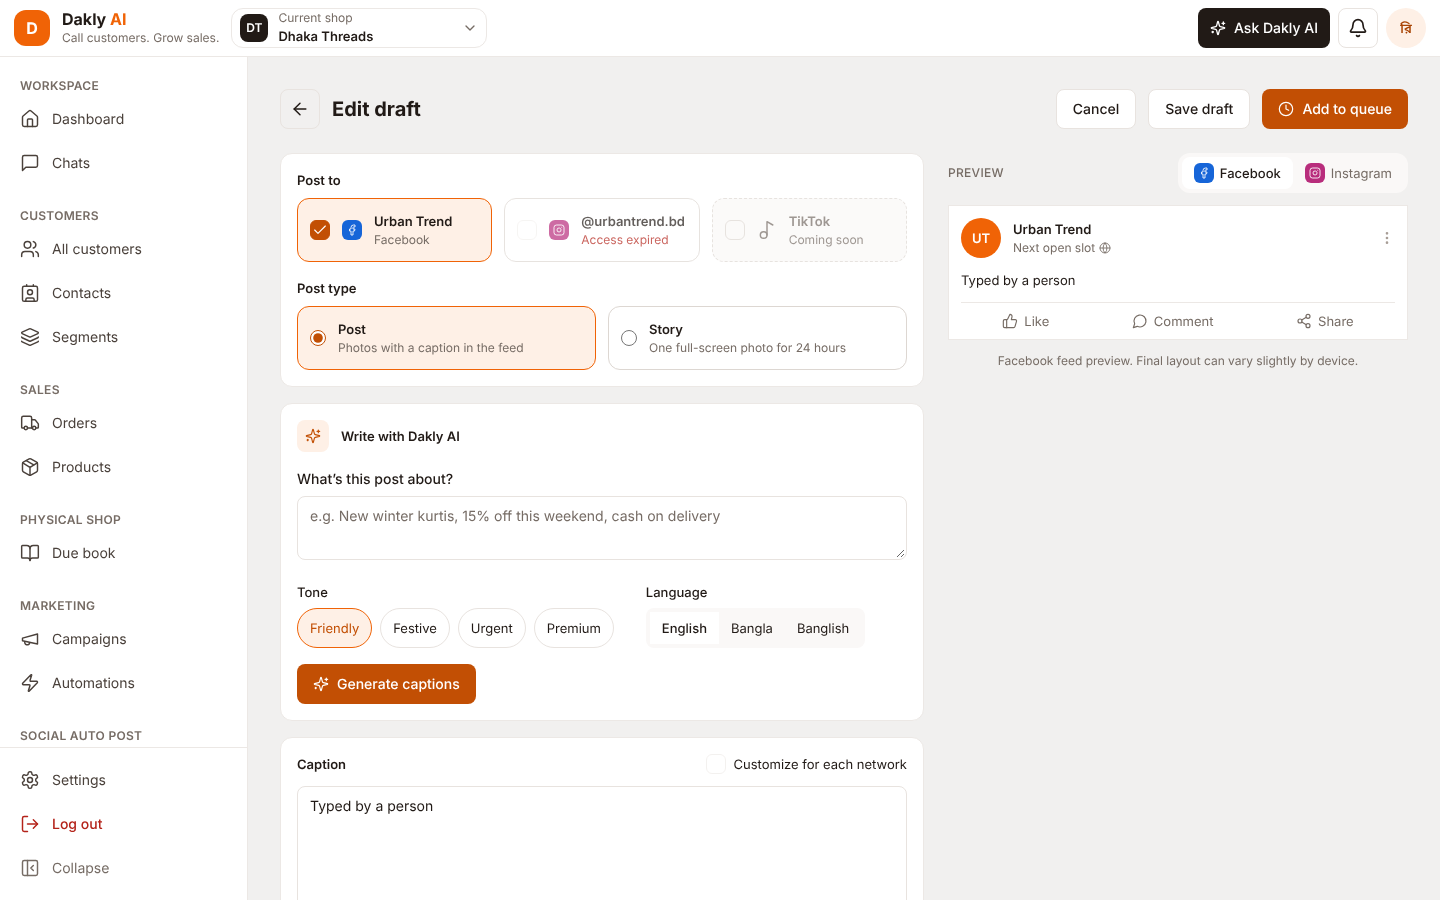 D
Dakly AI
Call customers. Grow sales.
DT
Current shop
Dhaka Threads
Ask Dakly AI
রি
WORKSPACE
Dashboard
Chats
CUSTOMERS
All customers
Contacts
Segments
SALES
Orders
Products
PHYSICAL SHOP
Due book
MARKETING
Campaigns
Automations
SOCIAL AUTO POST
Settings
Log out
Collapse
Edit draft
Cancel
Save draft
Add to queue
Post to
Urban Trend
Facebook
@urbantrend.bd
Access expired
TikTok
Coming soon
Post type
Post
Photos with a caption in the feed
Story
One full-screen photo for 24 hours
Write with Dakly AI
What’s this post about?
e.g. New winter kurtis, 15% off this weekend, cash on delivery
Tone
Friendly
Festive
Urgent
Premium
Language
English
Bangla
Banglish
Generate captions
Caption
Customize for each network
Typed by a person
PREVIEW
Facebook
Instagram
UT
Urban Trend
Next open slot
Typed by a person
Like
Comment
Share
Facebook feed preview. Final layout can vary slightly by device.